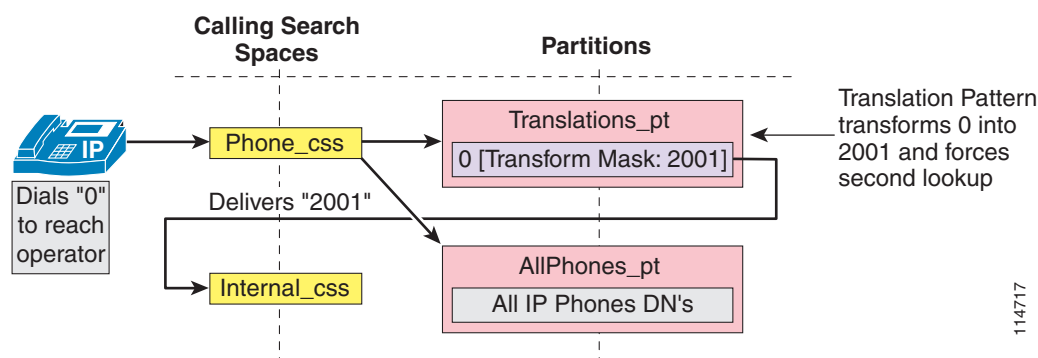 Calling Search
Spaces
Partitions
IP
Dials "0"
to reach
operator
Phone_css
Translations_pt
0 [Transform Mask: 2001]
Translation Pattern
transforms 0 into
2001 and forces
second lookup
Delivers "2001"
Internal_css
AllPhones_pt
All IP Phones DN's
114717